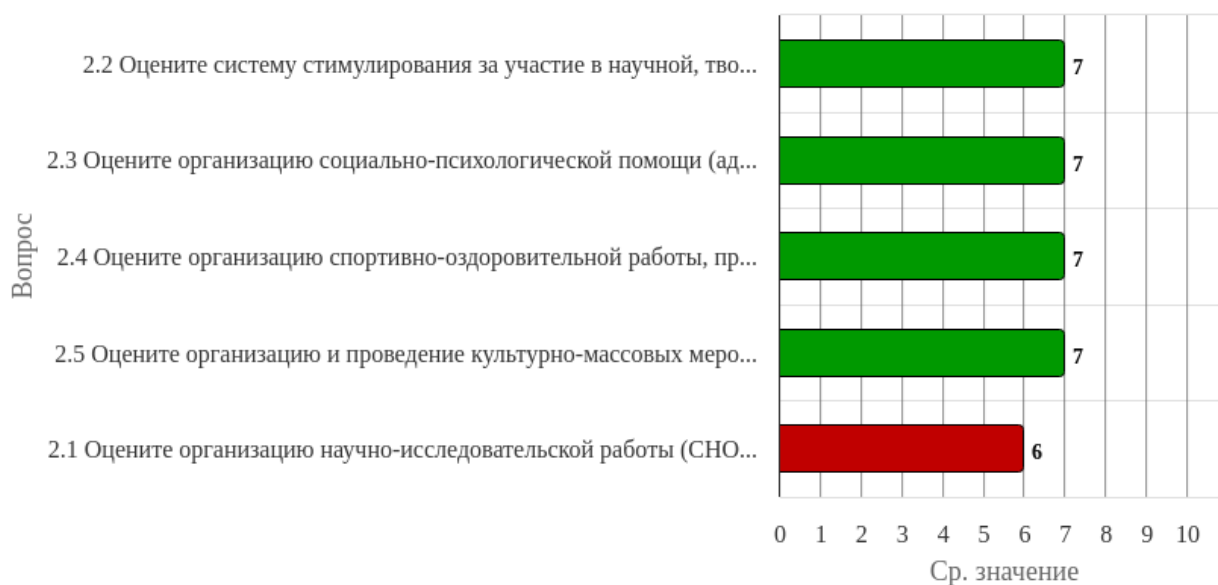 2.2 Оцените систему стимулирования за участие в научной, тво...
7
2.3 Оцените организацию социально-психологической помощи (ад...
7
2.4 Оцените организацию спортивно-оздоровительной работы, пр...
7
2.5 Оцените организацию и проведение культурно-массовых меро...
7
2.1 Оцените организацию научно-исследовательской работы (СНО...
6
Вопрос
0 1 2 3 4 5 6 7 8 9 10
Ср. значение